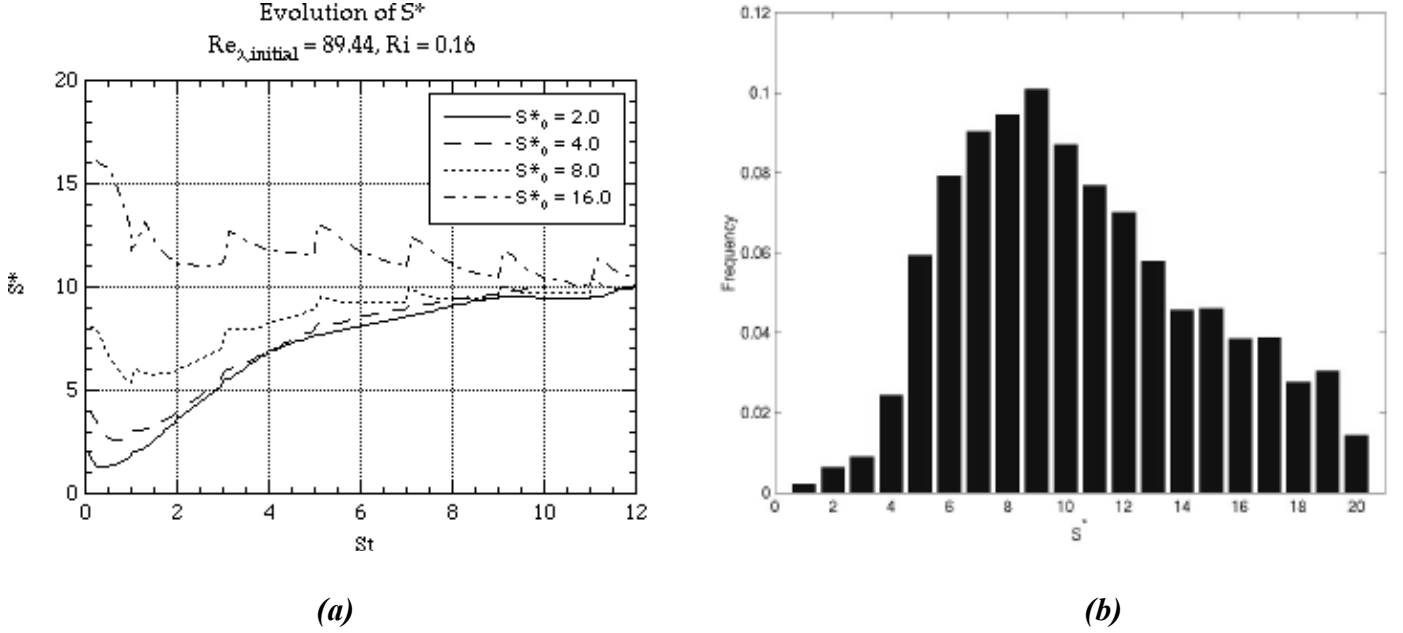 Evolution of S*
Re λ,initial = 89.44, Ri = 0.16
20
15
10
5
0
S*
S*0 = 2.0
S*0 = 4.0
S*0 = 8.0
S*0 = 16.0
0 2 4 6 8 10 12
St
(a)
0.12
0.1
0.08
0.06
0.04
0.02
0
Frequency
0 2 4 6 8 10 12 14 16 18 20
S*
(b)